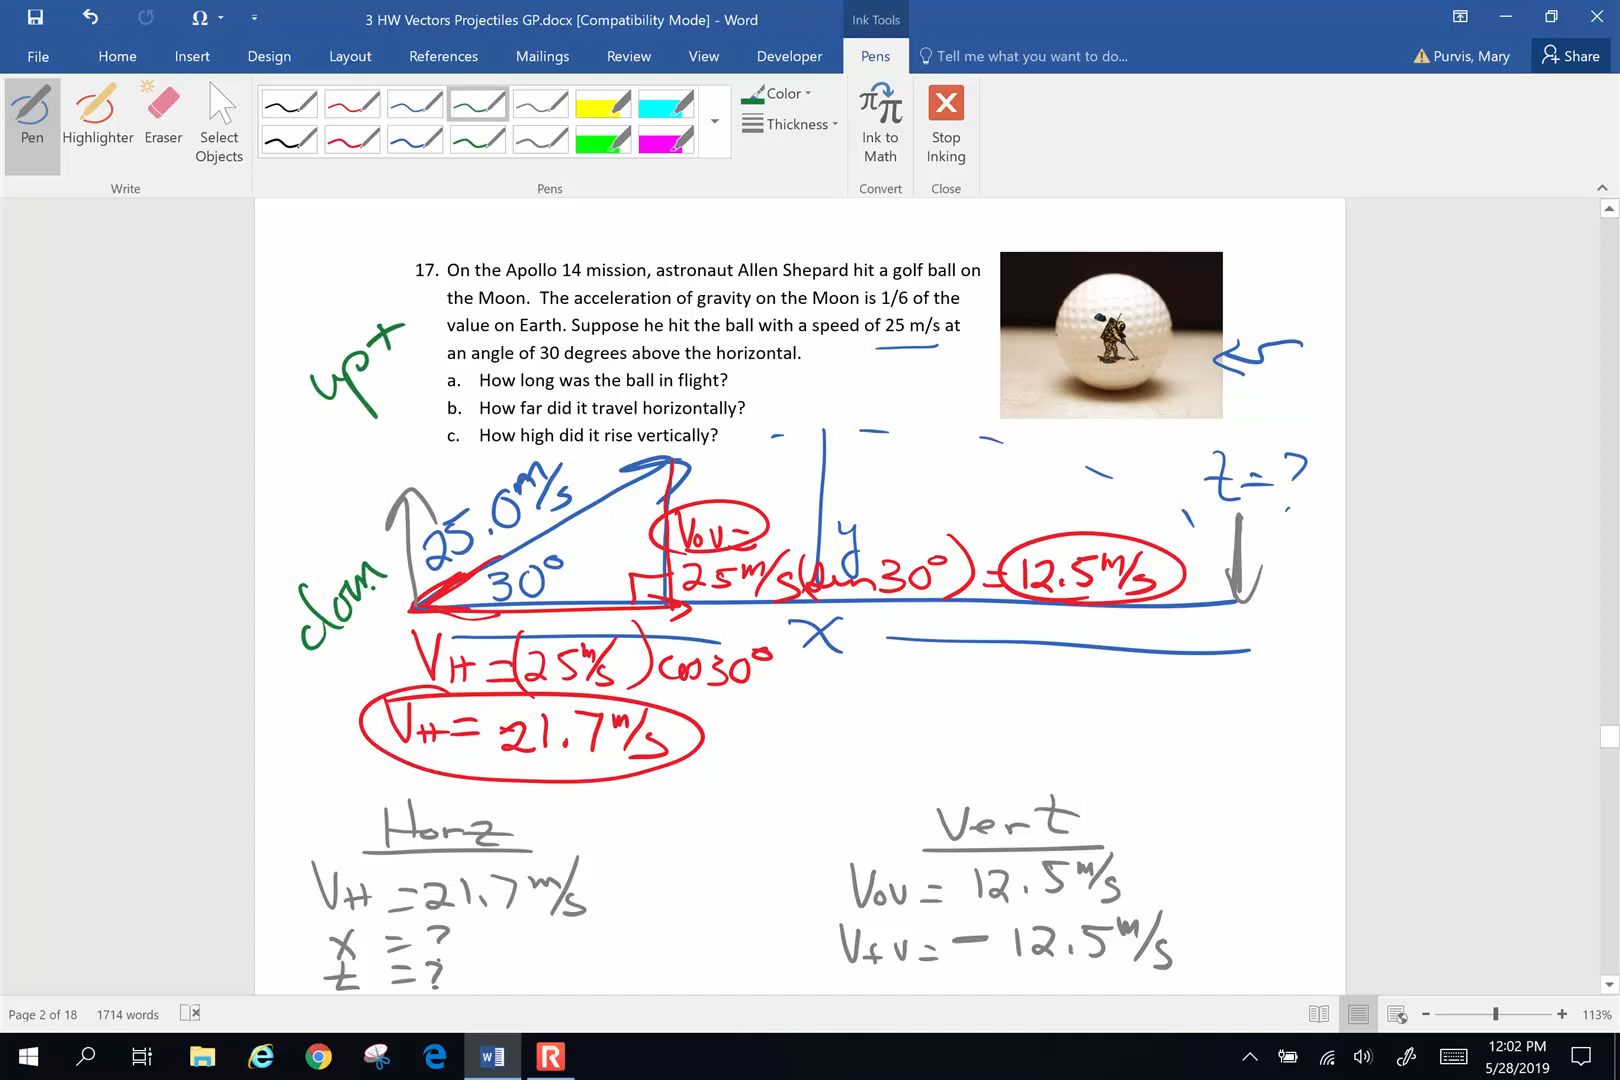 3 HW Vectors Projectiles GP.docx [Compatibility Mode] - Word
Ink Tools
File Home Insert Design Layout References Mailings Review View Developer Pens Tell me what you want to do... Purvis, Mary Share
Pen Highlighter Eraser Select Objects
Color
Thickness
Ink to Math
Stop Inking
Write Pens Convert Close
17. On the Apollo 14 mission, astronaut Allen Shepard hit a golf ball on
the Moon. The acceleration of gravity on the Moon is 1/6 of the
value on Earth. Suppose he hit the ball with a speed of 25 m/s at
an angle of 30 degrees above the horizontal.
a. How long was the ball in flight?
b. How far did it travel horizontally?
c. How high did it rise vertically?
up +
down
25.0 m/s
30°
t = ?
y
Vov =
25 m/s (sin 30°) = 12.5 m/s
x
VH = (25 m/s) cos 30°
VH = 21.7 m/s
Horz
VH = 21.7 m/s
x = ?
t = ?
Vert
Vov = 12.5 m/s
Vfv = - 12.5 m/s
Page 2 of 18 1714 words 113%
12:02 PM
5/28/2019